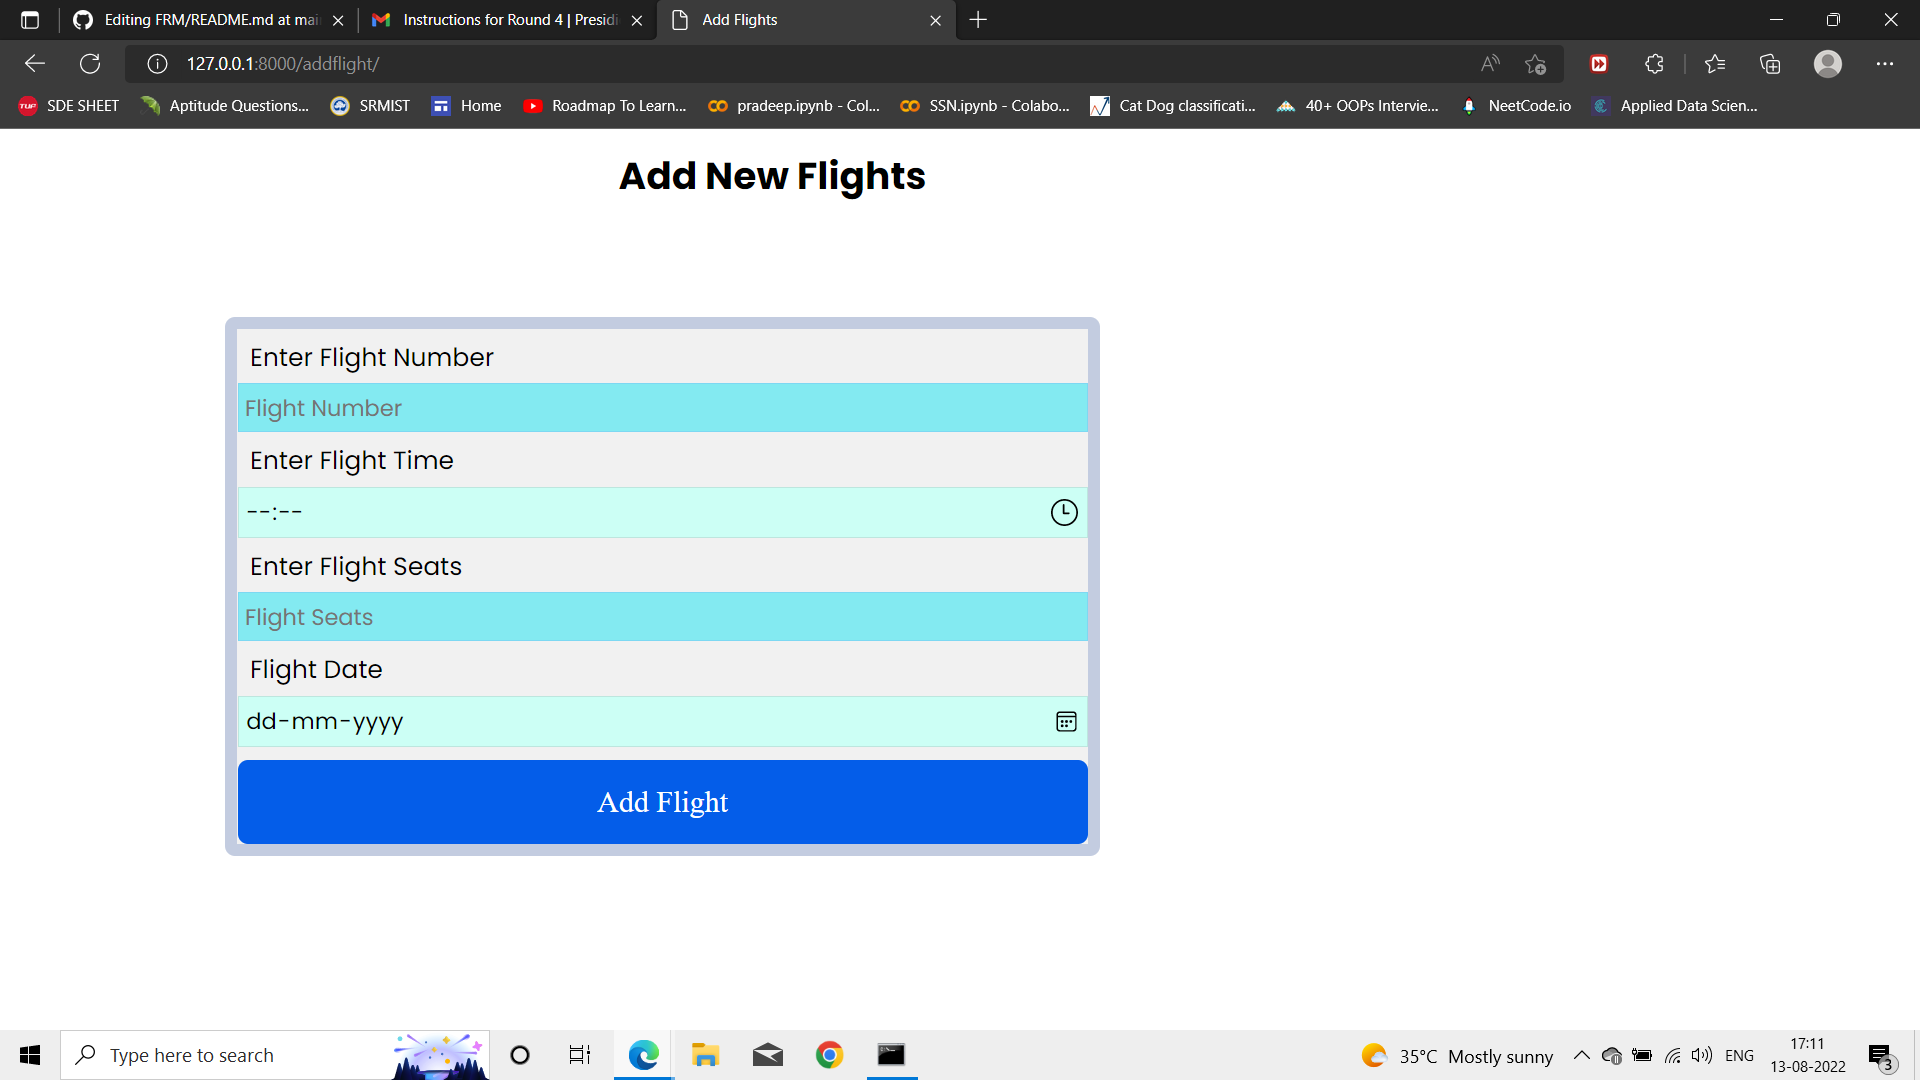 Editing FRM/README.md at mai
Instructions for Round 4 | Presidi
Add Flights
127.0.0.1:8000/addflight/
SDE SHEET
Aptitude Questions...
SRMIST
Home
Roadmap To Learn...
pradeep.ipynb - Col...
SSN.ipynb - Colabo...
Cat Dog classificati...
40+ OOPs Intervie...
NeetCode.io
Applied Data Scien...
Add New Flights
Enter Flight Number
Flight Number
Enter Flight Time
--:--
Enter Flight Seats
Flight Seats
Flight Date
dd-mm-yyyy
Add Flight
Type here to search
35°C Mostly sunny
ENG
17:11
13-08-2022
3